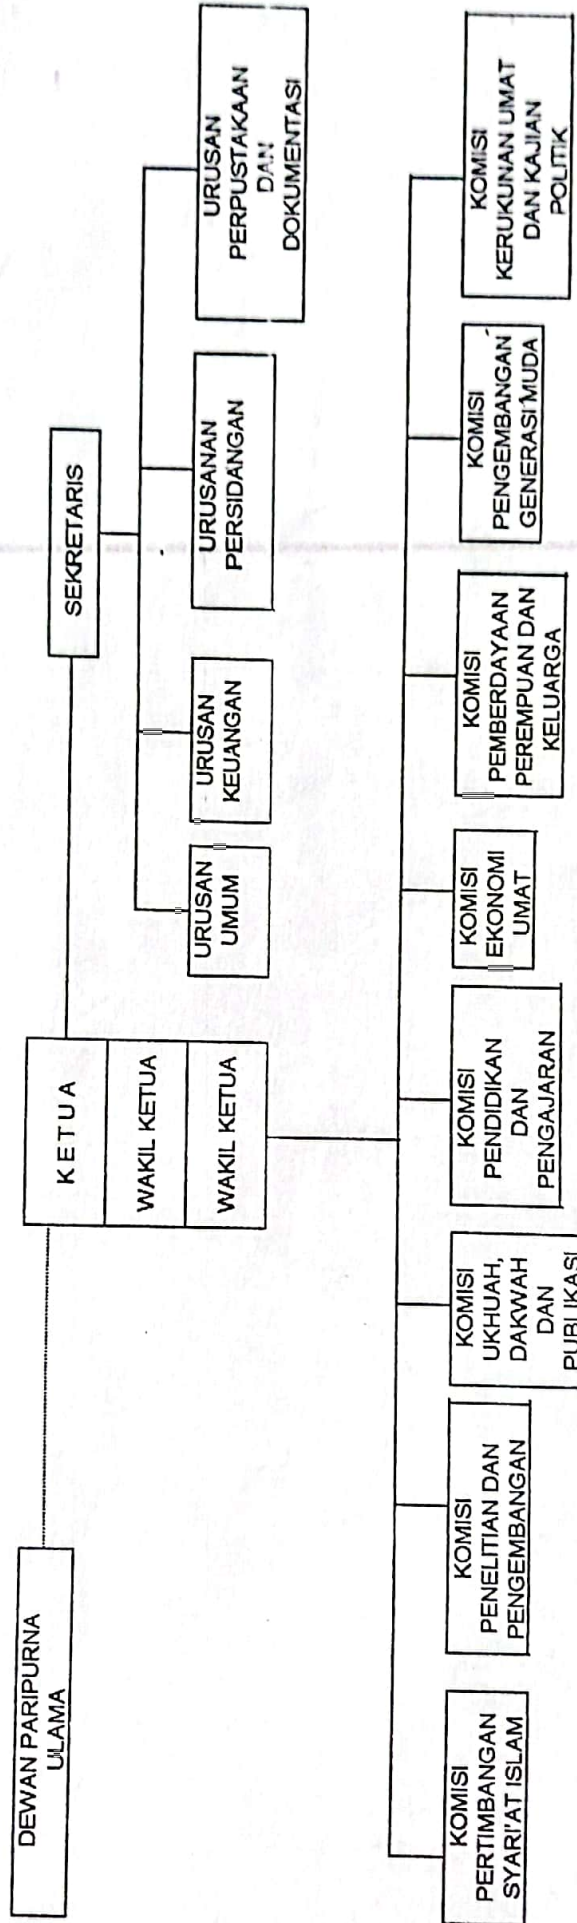 DEWAN PARIPURNA
ULAMA
K E T U A
WAKIL KETUA
WAKIL KETUA
SEKRETARIS
URUSAN
UMUM
URUSAN
KEUANGAN
URUSANAN
PERSIDANGAN
URUSAN
PERPUSTAKAAN
DAN
DOKUMENTASI
KOMISI
PERTIMBANGAN
SYARI'AT ISLAM
KOMISI
PENELITIAN DAN
PENGEMBANGAN
KOMISI
UKHUAH,
DAKWAH
DAN
PUBLIKASI
KOMISI
PENDIDIKAN
DAN
PENGAJARAN
KOMISI
EKONOMI
UMAT
KOMISI
PEMBERDAYAAN
PEREMPUAN DAN
KELUARGA
KOMISI
PENGEMBANGAN
GENERASI MUDA
KOMISI
KERUKUNAN UMAT
DAN KAJIAN
POLITIK